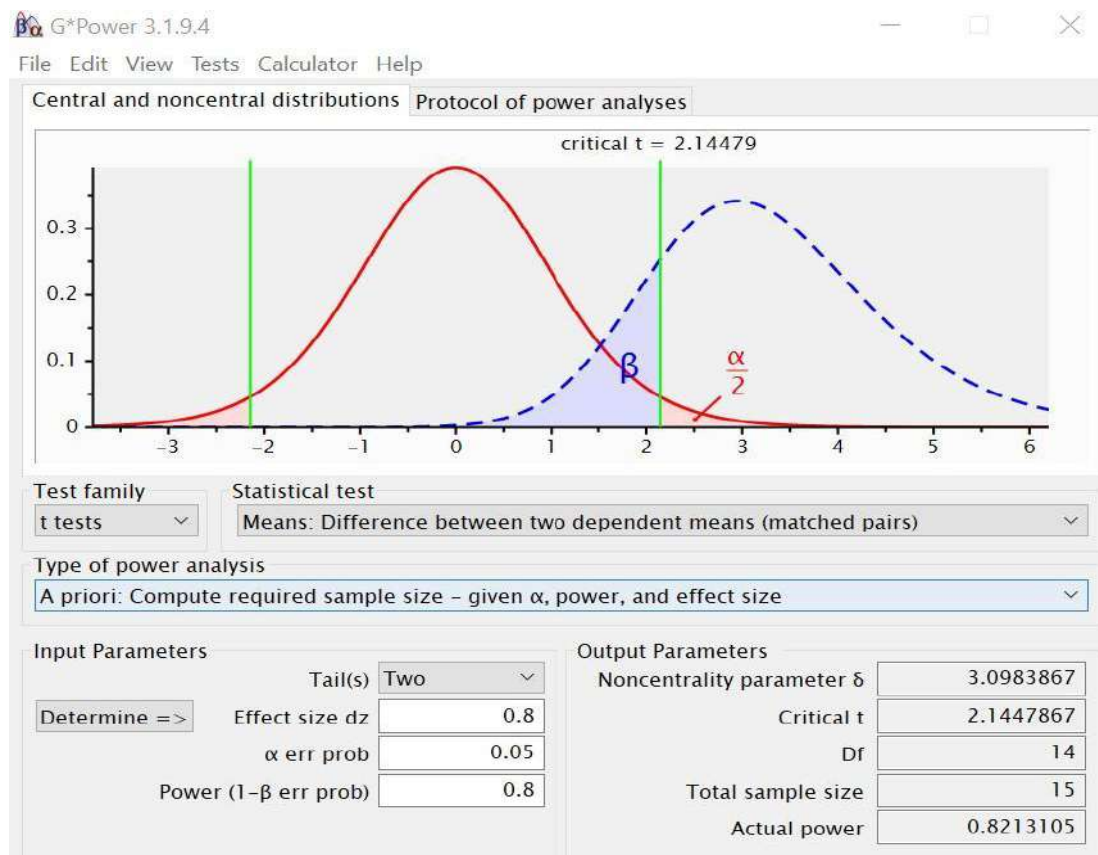 G*Power 3.1.9.4
File Edit View Tests Calculator Help
Central and noncentral distributions Protocol of power analyses
critical t = 2.14479
0.3
0.2
0.1
0
β
α
2
-3 -2 -1 0 1 2 3 4 5 6
Test family Statistical test
t tests Means: Difference between two dependent means (matched pairs)
Type of power analysis
A priori: Compute required sample size - given α, power, and effect size
Input Parameters Output Parameters
Tail(s) Two Noncentrality parameter δ 3.0983867
Determine => Effect size dz 0.8 Critical t 2.1447867
α err prob 0.05 Df 14
Power (1-β err prob) 0.8 Total sample size 15
Actual power 0.8213105